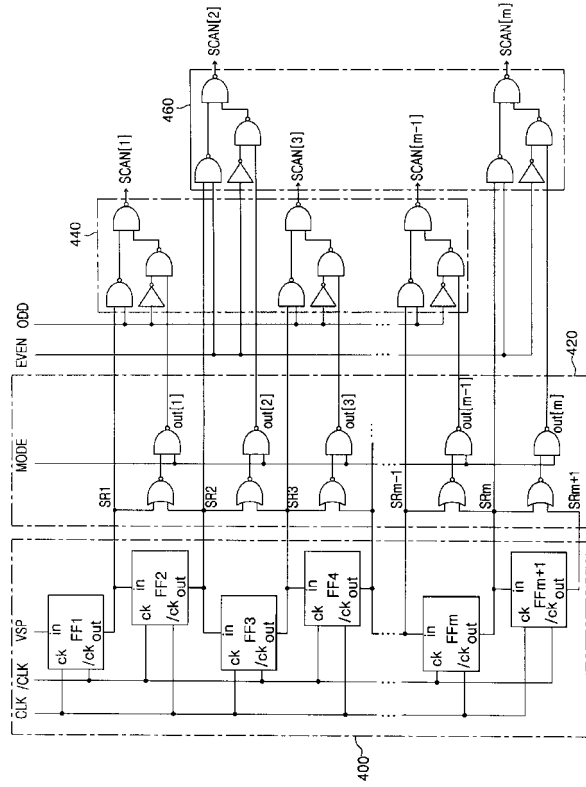 SCAN[2]
SCAN[m]
460
SCAN[1]
SCAN[3]
SCAN[m-1]
440
ODD
EVEN
420
MODE
out[1]
out[2]
out[3]
out[m-1]
out[m]
SR1
SR2
SR3
SRm-1
SRm
SRm+1
VSP
/CLK
CLK
in
FF1
ck
/ck
out
in
FF2
ck
/ck
out
in
FF3
ck
/ck
out
in
FF4
ck
/ck
out
in
FFm
ck
/ck
out
in
FFm+1
ck
/ck
out
400